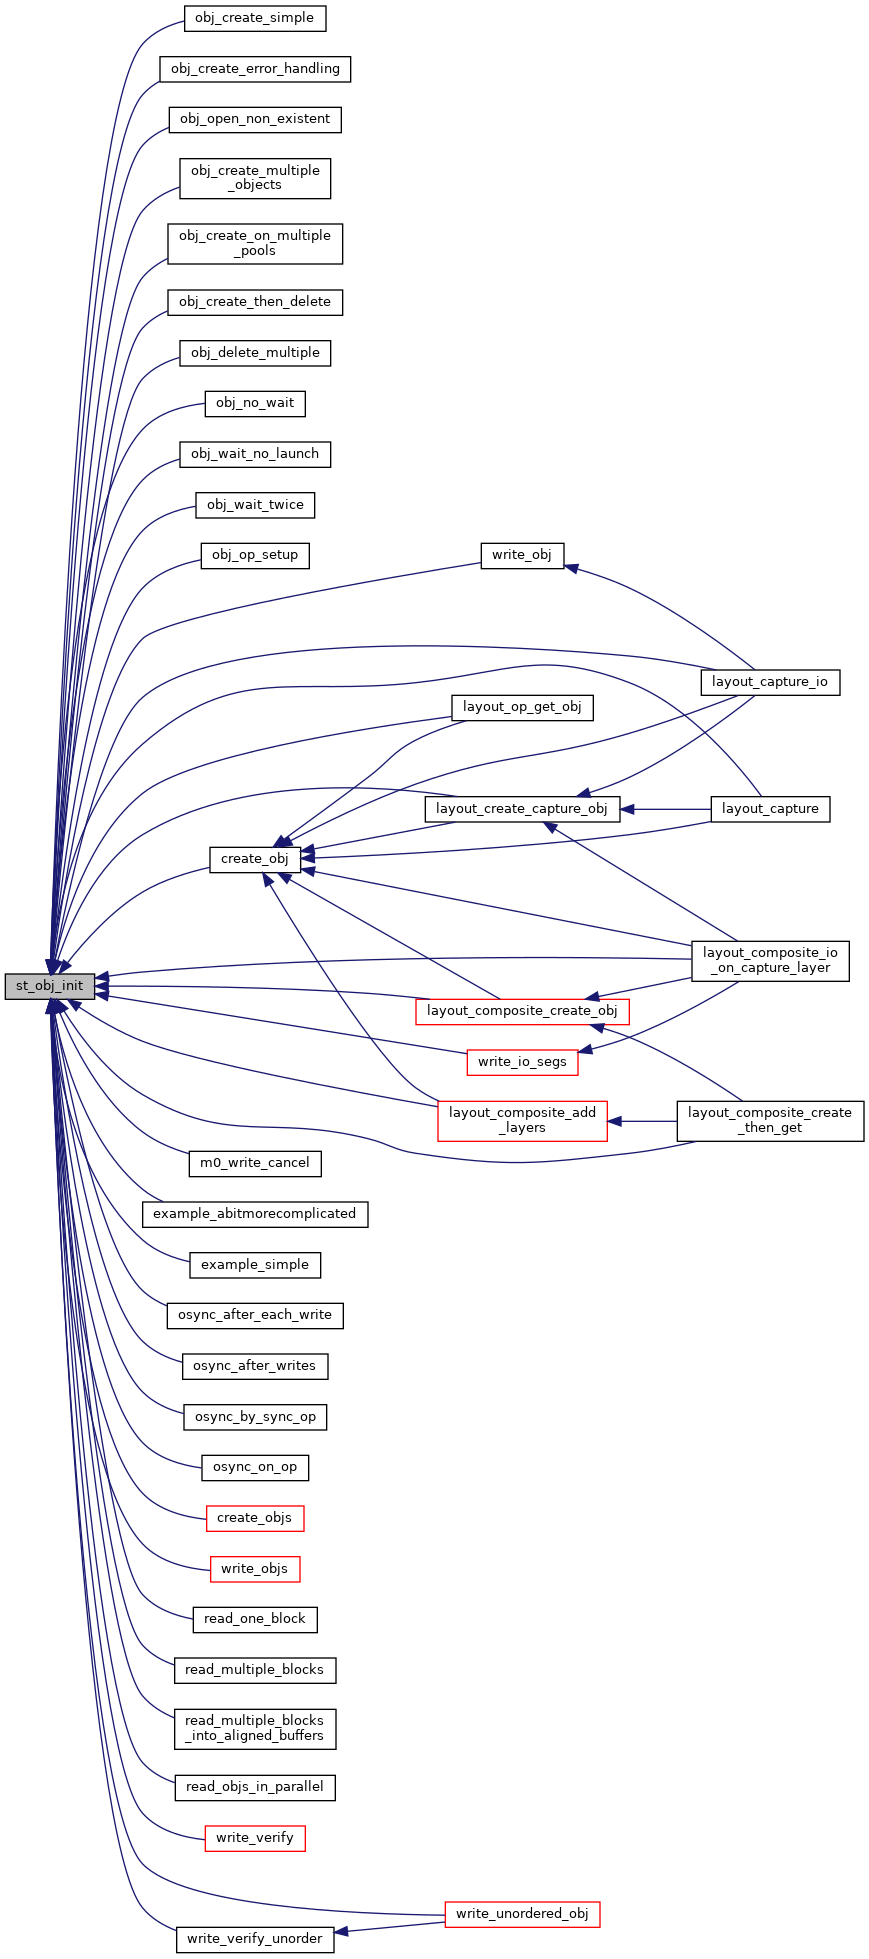 obj_create_simple
obj_create_error_handling
obj_open_non_existent
obj_create_multiple
_objects
obj_create_on_multiple
_pools
obj_create_then_delete
obj_delete_multiple
obj_no_wait
obj_wait_no_launch
obj_wait_twice
obj_op_setup
write_obj
layout_capture_io
layout_op_get_obj
layout_create_capture_obj
layout_capture
create_obj
layout_composite_io
_on_capture_layer
st_obj_init
layout_composite_create_obj
write_io_segs
layout_composite_add
_layers
layout_composite_create
_then_get
m0_write_cancel
example_abitmorecomplicated
example_simple
osync_after_each_write
osync_after_writes
osync_by_sync_op
osync_on_op
create_objs
write_objs
read_one_block
read_multiple_blocks
read_multiple_blocks
_into_aligned_buffers
read_objs_in_parallel
write_verify
write_unordered_obj
write_verify_unorder